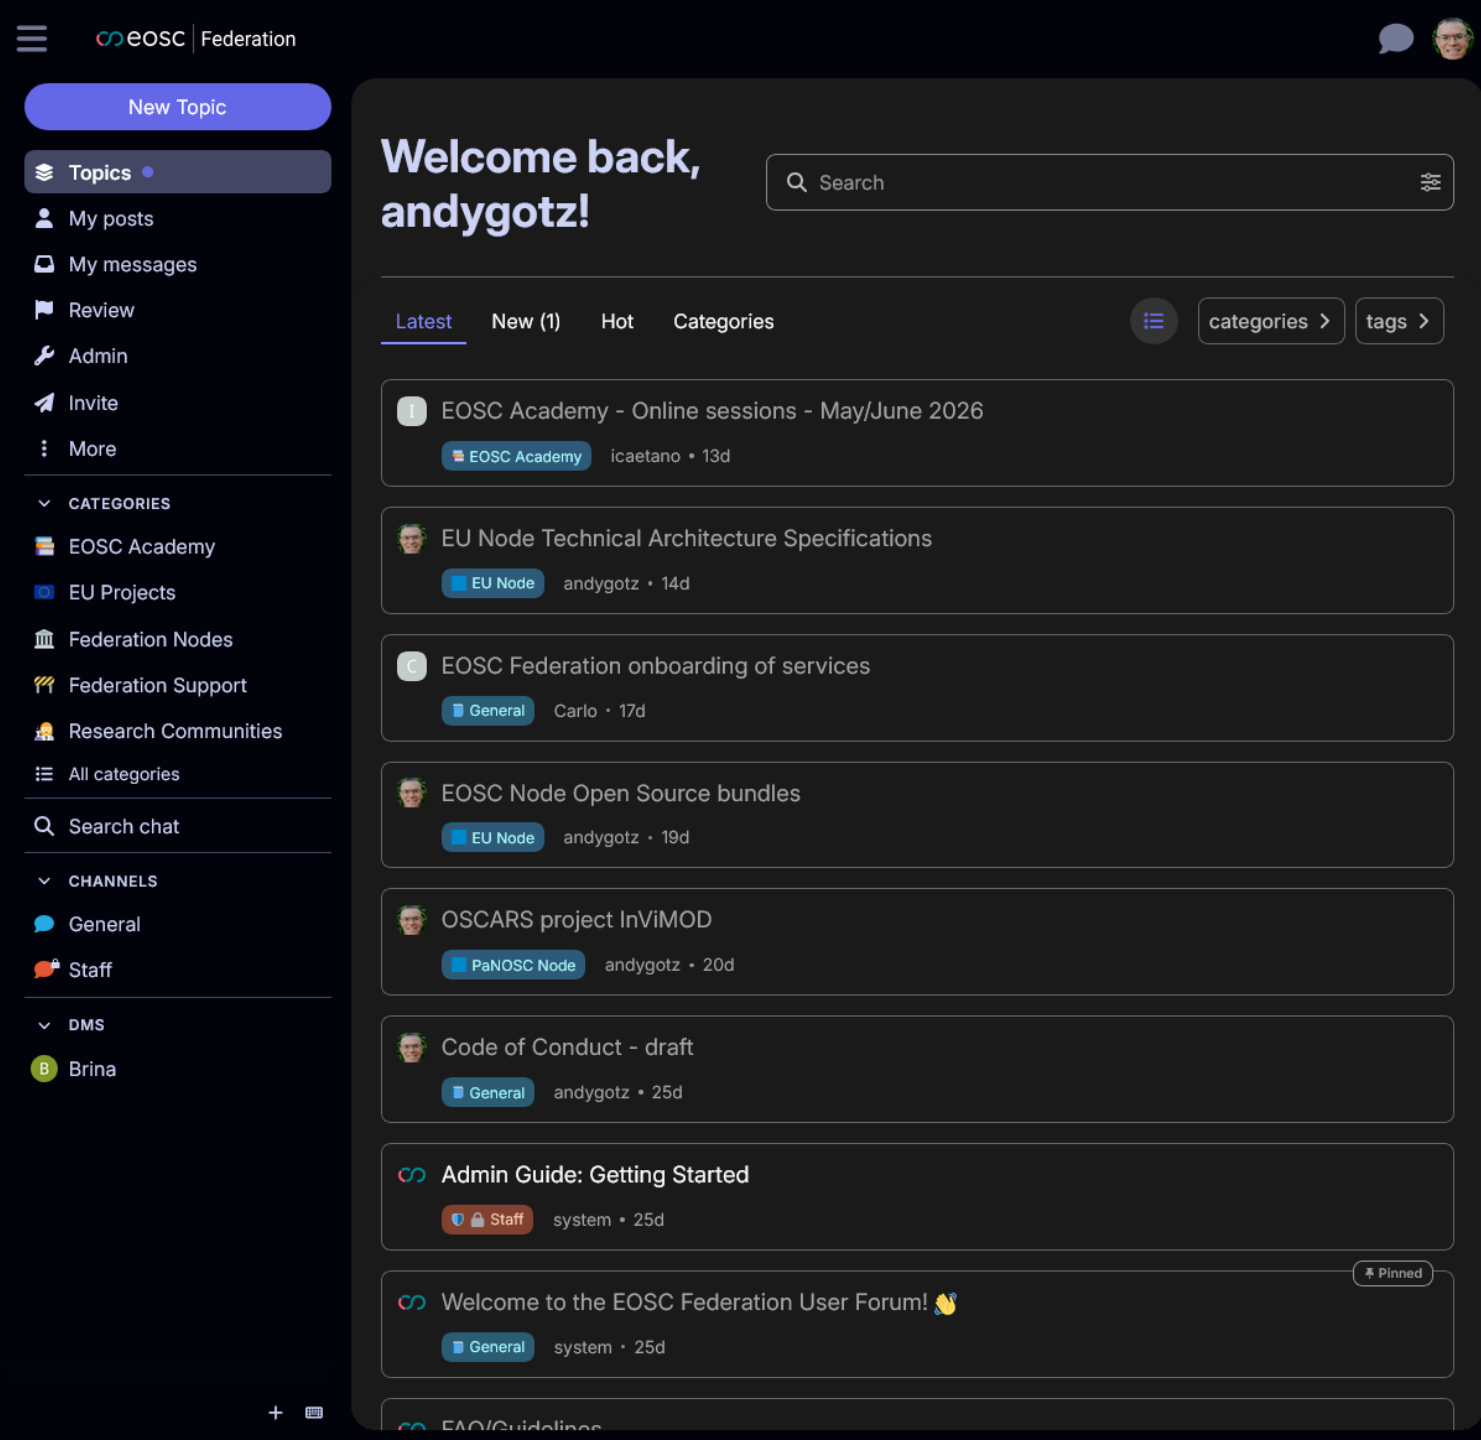 eosc Federation
New Topic
Topics
My posts
My messages
Review
Admin
Invite
More
CATEGORIES
EOSC Academy
EU Projects
Federation Nodes
Federation Support
Research Communities
All categories
Search chat
CHANNELS
General
Staff
DMS
B Brina
Welcome back,
andygotz!
Search
Latest New (1) Hot Categories categories tags
I EOSC Academy - Online sessions - May/June 2026
EOSC Academy icaetano • 13d
EU Node Technical Architecture Specifications
EU Node andygotz • 14d
C EOSC Federation onboarding of services
General Carlo • 17d
EOSC Node Open Source bundles
EU Node andygotz • 19d
OSCARS project InViMOD
PaNOSC Node andygotz • 20d
Code of Conduct - draft
General andygotz • 25d
Admin Guide: Getting Started
Staff system • 25d
Pinned
Welcome to the EOSC Federation User Forum! 👋
General system • 25d
FAQ/Guidelines